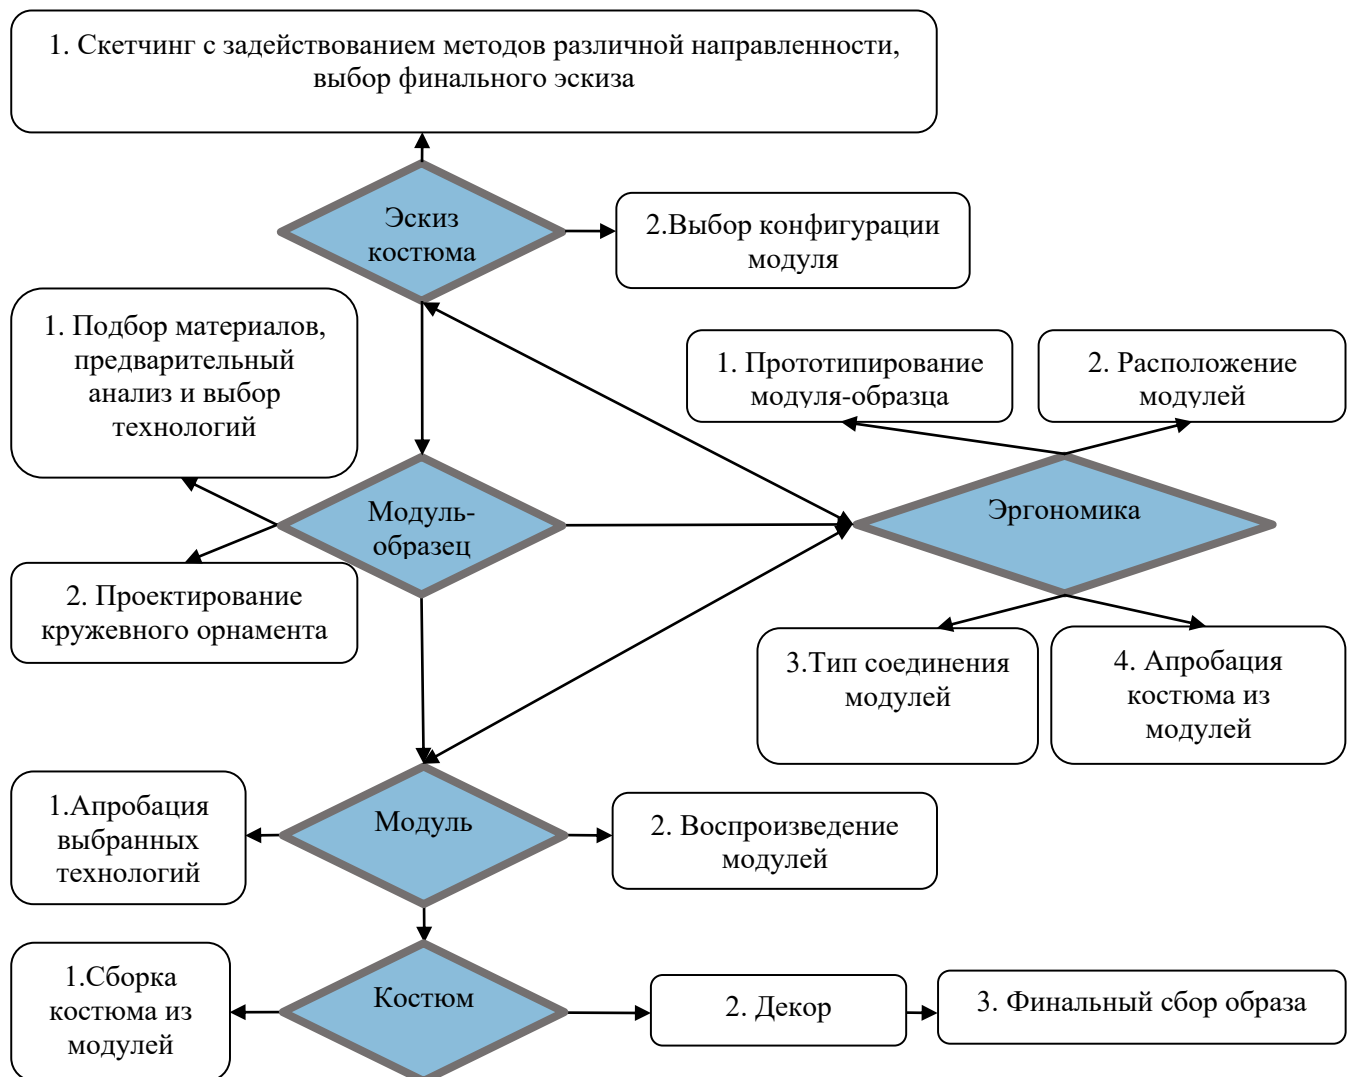 1. Скетчинг с задействованием методов различной направленности,
выбор финального эскиза
Эскиз
костюма
2.Выбор конфигурации
модуля
1. Подбор материалов,
предварительный
анализ и выбор
технологий
1. Прототипирование
модуля-образца
2. Расположение
модулей
Модуль-
образец
Эргономика
2. Проектирование
кружевного орнамента
3.Тип соединения
модулей
4. Апробация
костюма из
модулей
1.Апробация
выбранных
технологий
Модуль
2. Воспроизведение
модулей
1.Сборка
костюма из
модулей
Костюм
2. Декор
3. Финальный сбор образа